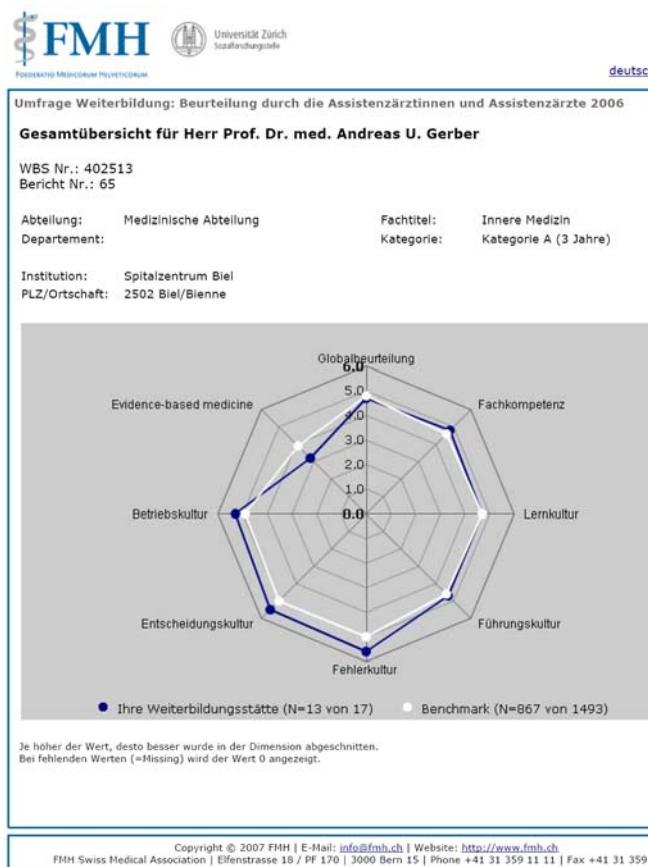 FMH
FOEDERATIO MEDICORUM HELVETICORUM
Universität Zürich
Sozialforschungsstelle
deutsc
Umfrage Weiterbildung: Beurteilung durch die Assistenzärztinnen und Assistenzärzte 2006
Gesamtübersicht für Herr Prof. Dr. med. Andreas U. Gerber
WBS Nr.: 402513
Bericht Nr.: 65
Abteilung: Medizinische Abteilung Fachtitel: Innere Medizin
Departement: Kategorie: Kategorie A (3 Jahre)
Institution: Spitalzentrum Biel
PLZ/Ortschaft: 2502 Biel/Bienne
Globalbeurteilung
6.0
5.0
Evidence-based medicine Fachkompetenz
4.0
3.0
2.0
1.0
Betriebskultur 0.0 Lernkultur
Entscheidungskultur Führungskultur
Fehlerkultur
Ihre Weiterbildungsstätte (N=13 von 17) Benchmark (N=867 von 1493)
Je höher der Wert, desto besser wurde in der Dimension abgeschnitten.
Bei fehlenden Werten (=Missing) wird der Wert 0 angezeigt.
Copyright © 2007 FMH | E-Mail: info@fmh.ch | Website: http://www.fmh.ch
FMH Swiss Medical Association | Elfenstrasse 18 / PF 170 | 3000 Bern 15 | Phone +41 31 359 11 11 | Fax +41 31 359